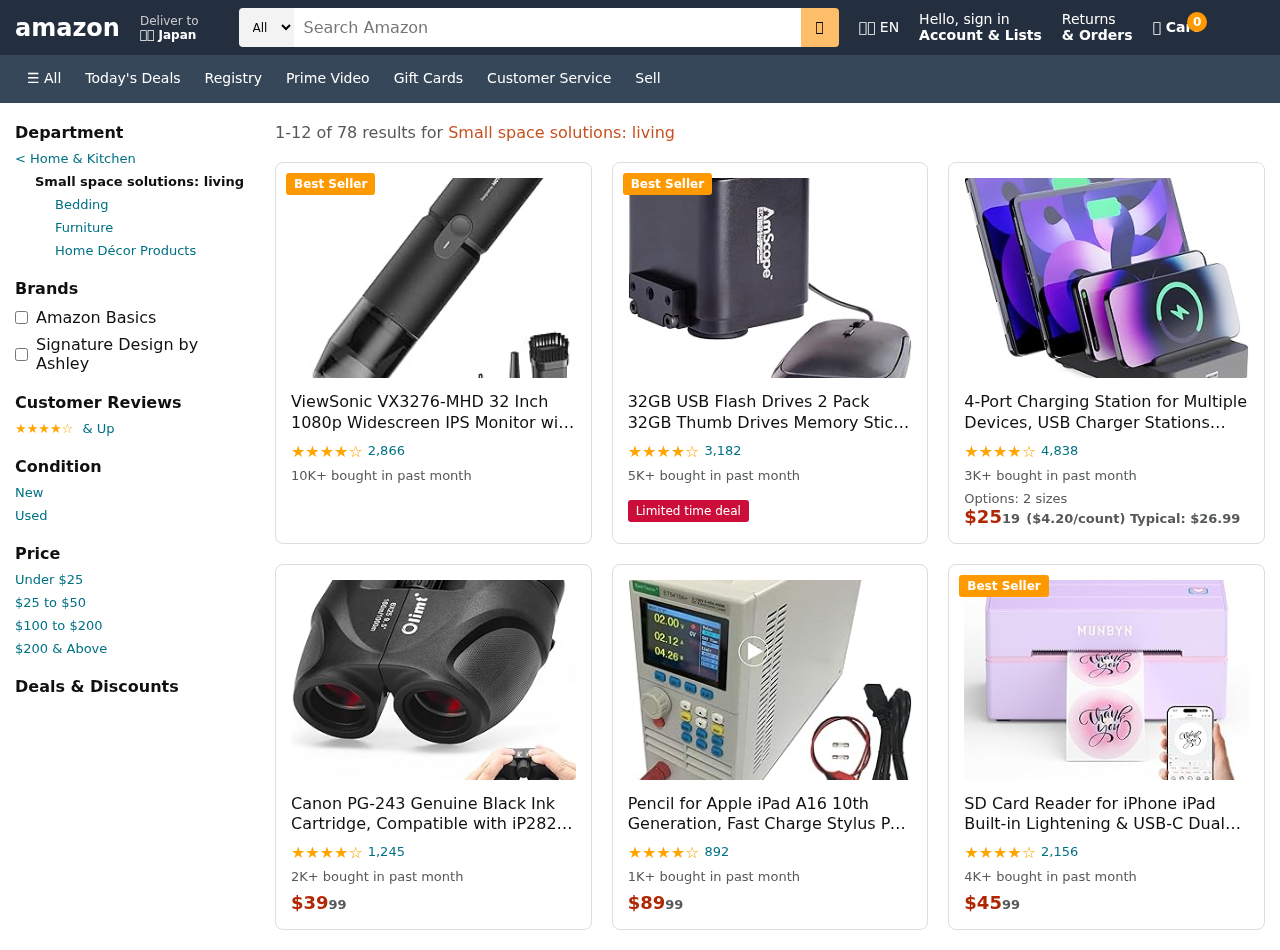 amazon
Deliver to
Japan
All
Search Amazon
EN
Hello, sign in
Account & Lists
Returns
& Orders
Cart
0
☰ All
Today's Deals
Registry
Prime Video
Gift Cards
Customer Service
Sell
Department
< Home & Kitchen
Small space solutions: living
Bedding
Furniture
Home Décor Products
Brands
Amazon Basics
Signature Design by
Ashley
Customer Reviews
★★★★☆ & Up
Condition
New
Used
Price
Under $25
$25 to $50
$100 to $200
$200 & Above
Deals & Discounts
1-12 of 78 results for Small space solutions: living
Best Seller
ViewSonic VX3276-MHD 32 Inch
1080p Widescreen IPS Monitor wi…
★★★★☆ 2,866
10K+ bought in past month
Best Seller
AmScope
32GB USB Flash Drives 2 Pack
32GB Thumb Drives Memory Stic…
★★★★☆ 3,182
5K+ bought in past month
Limited time deal
4-Port Charging Station for Multiple
Devices, USB Charger Stations…
★★★★☆ 4,838
3K+ bought in past month
Options: 2 sizes
$25 19 ($4.20/count) Typical: $26.99
Olimt
Canon PG-243 Genuine Black Ink
Cartridge, Compatible with iP282…
★★★★☆ 1,245
2K+ bought in past month
$39 99
02.00 V
02.12 A
04.26
Pencil for Apple iPad A16 10th
Generation, Fast Charge Stylus P…
★★★★☆ 892
1K+ bought in past month
$89 99
Best Seller
MUNBYN
Thank
you
Thank
you
SD Card Reader for iPhone iPad
Built-in Lightening & USB-C Dual…
★★★★☆ 2,156
4K+ bought in past month
$45 99